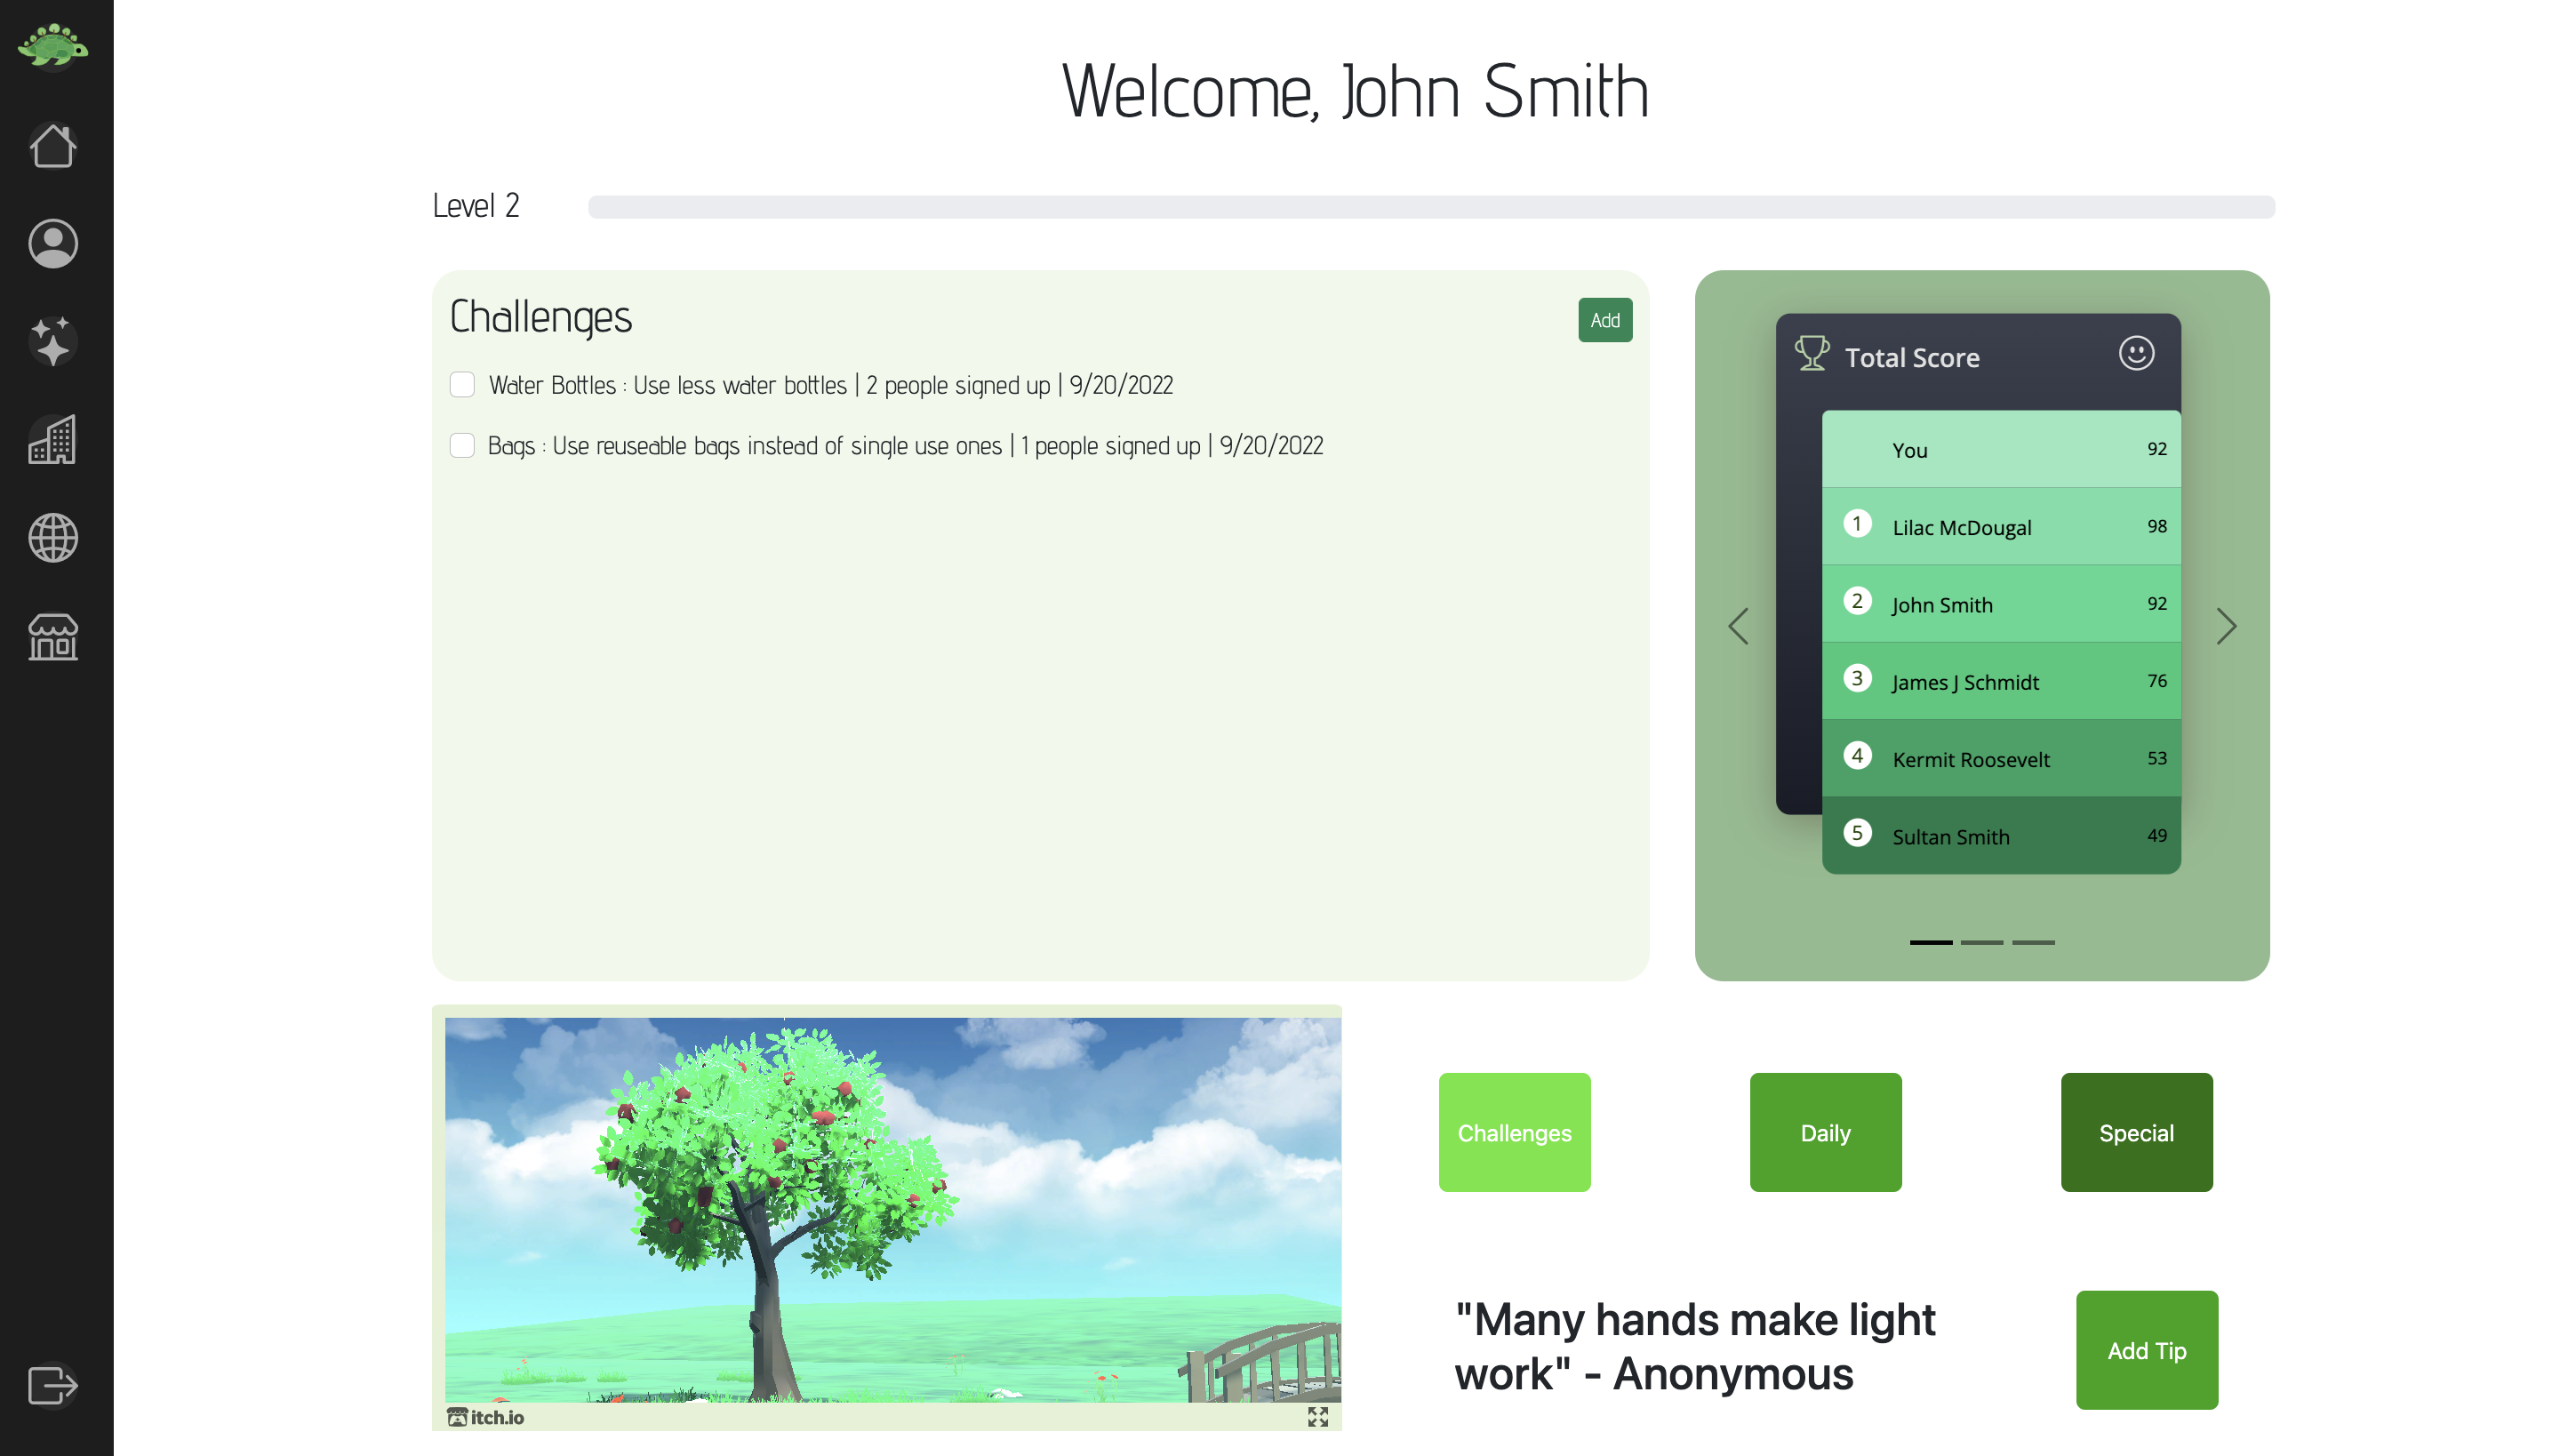 Welcome, John Smith
Level 2
Challenges
Add
Water Bottles : Use less water bottles | 2 people signed up | 9/20/2022
Bags : Use reuseable bags instead of single use ones | 1 people signed up | 9/20/2022
Total Score
You 92
1 Lilac McDougal 98
2 John Smith 92
3 James J Schmidt 76
4 Kermit Roosevelt 53
5 Sultan Smith 49
itch.io
Challenges
Daily
Special
"Many hands make light
work" - Anonymous
Add Tip